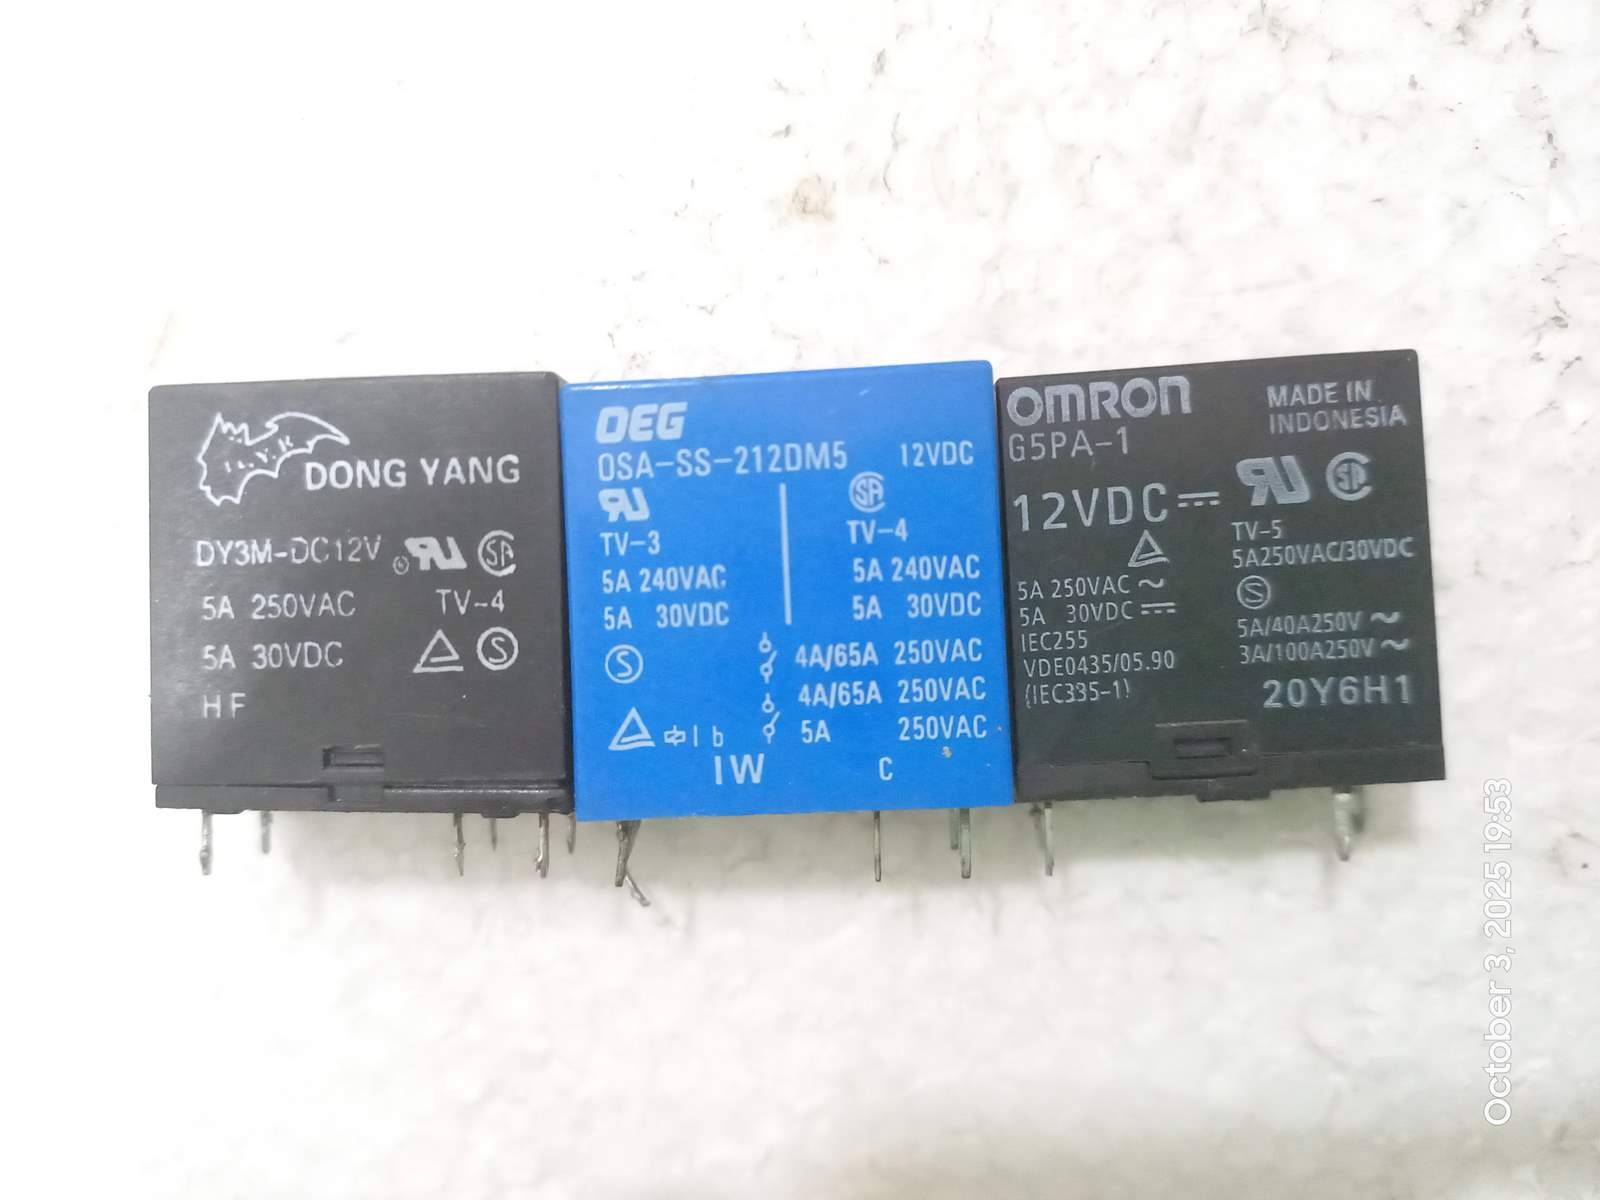 DONG YANG
DY3M-DC12V
5A 250VAC TV-4
5A 30VDC
HF
OEG
OSA-SS-212DM5 12VDC
TV-3
5A 240VAC
5A 30VDC
TV-4
5A 240VAC
5A 30VDC
4A/65A 250VAC
4A/65A 250VAC
5A 250VAC
1 b
IW C
OMRON
G5PA-1
MADE IN
INDONESIA
12VDC
TV-5
5A250VAC/30VDC
5A 250VAC ~
5A 30VDC
IEC255
VDE0435/05.90
(IEC335-1)
5A/40A250V ~
3A/100A250V ~
20Y6H1
October 3, 2025 19:53